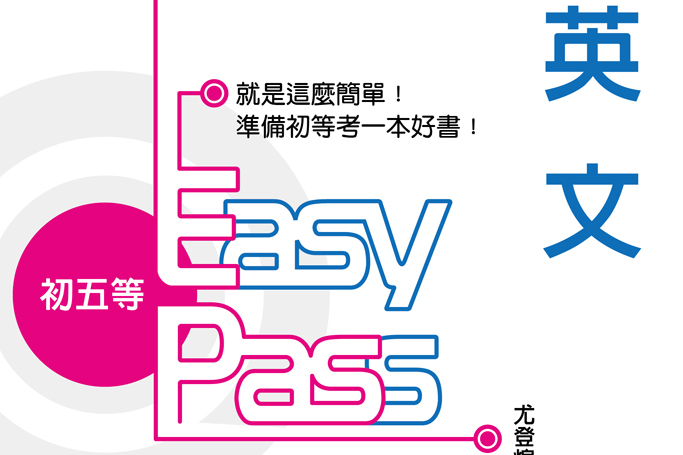 英文
就是這麼簡單！
準備初等考一本好書！
Easy
Pass
初五等
尤登